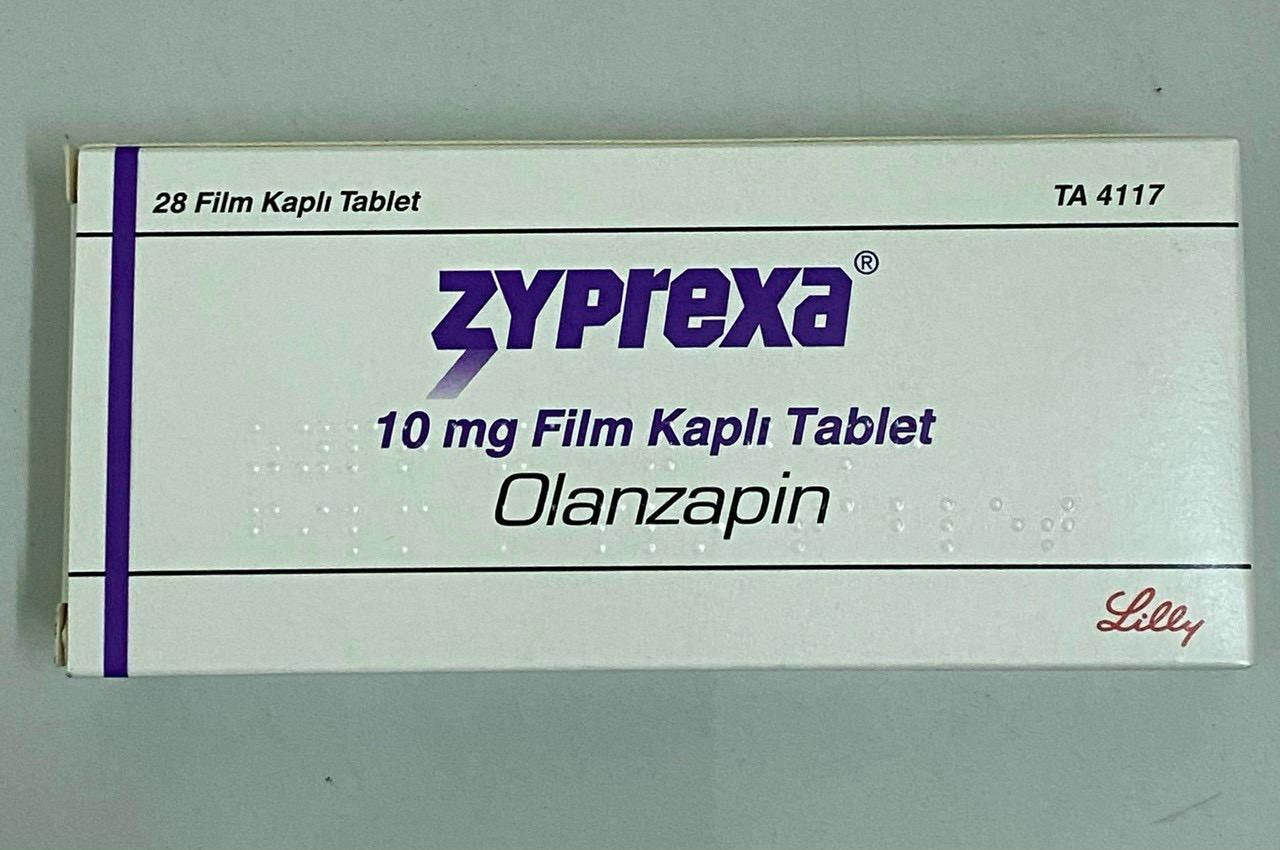 28 Film Kaplı Tablet
TA 4117
zyprexa®
10 mg Film Kaplı Tablet
Olanzapin
Lilly